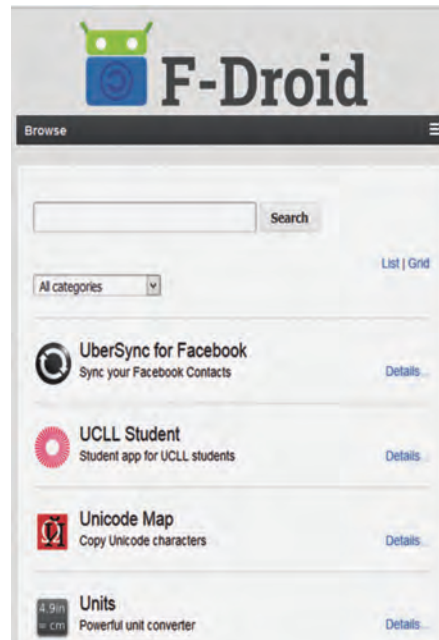 F-Droid
Browse
Search
List | Grid
All categories
UberSync for Facebook
Sync your Facebook Contacts
Details...
UCLL Student
Student app for UCLL students
Details...
Unicode Map
Copy Unicode characters
Details...
4.9in
= cm
Units
Powerful unit converter
Details...